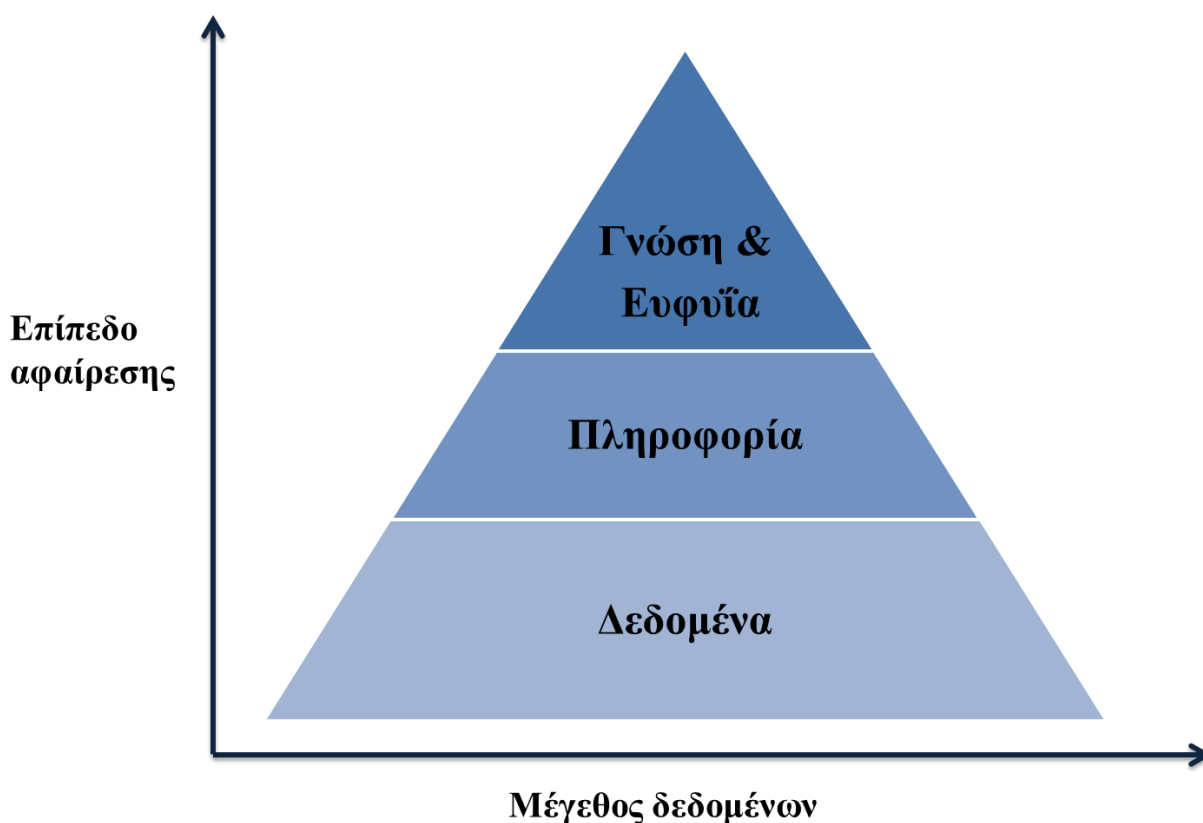 Γνώση &
Ευφυΐα
Επίπεδο
αφαίρεσης
Πληροφορία
Δεδομένα
Μέγεθος δεδομένων